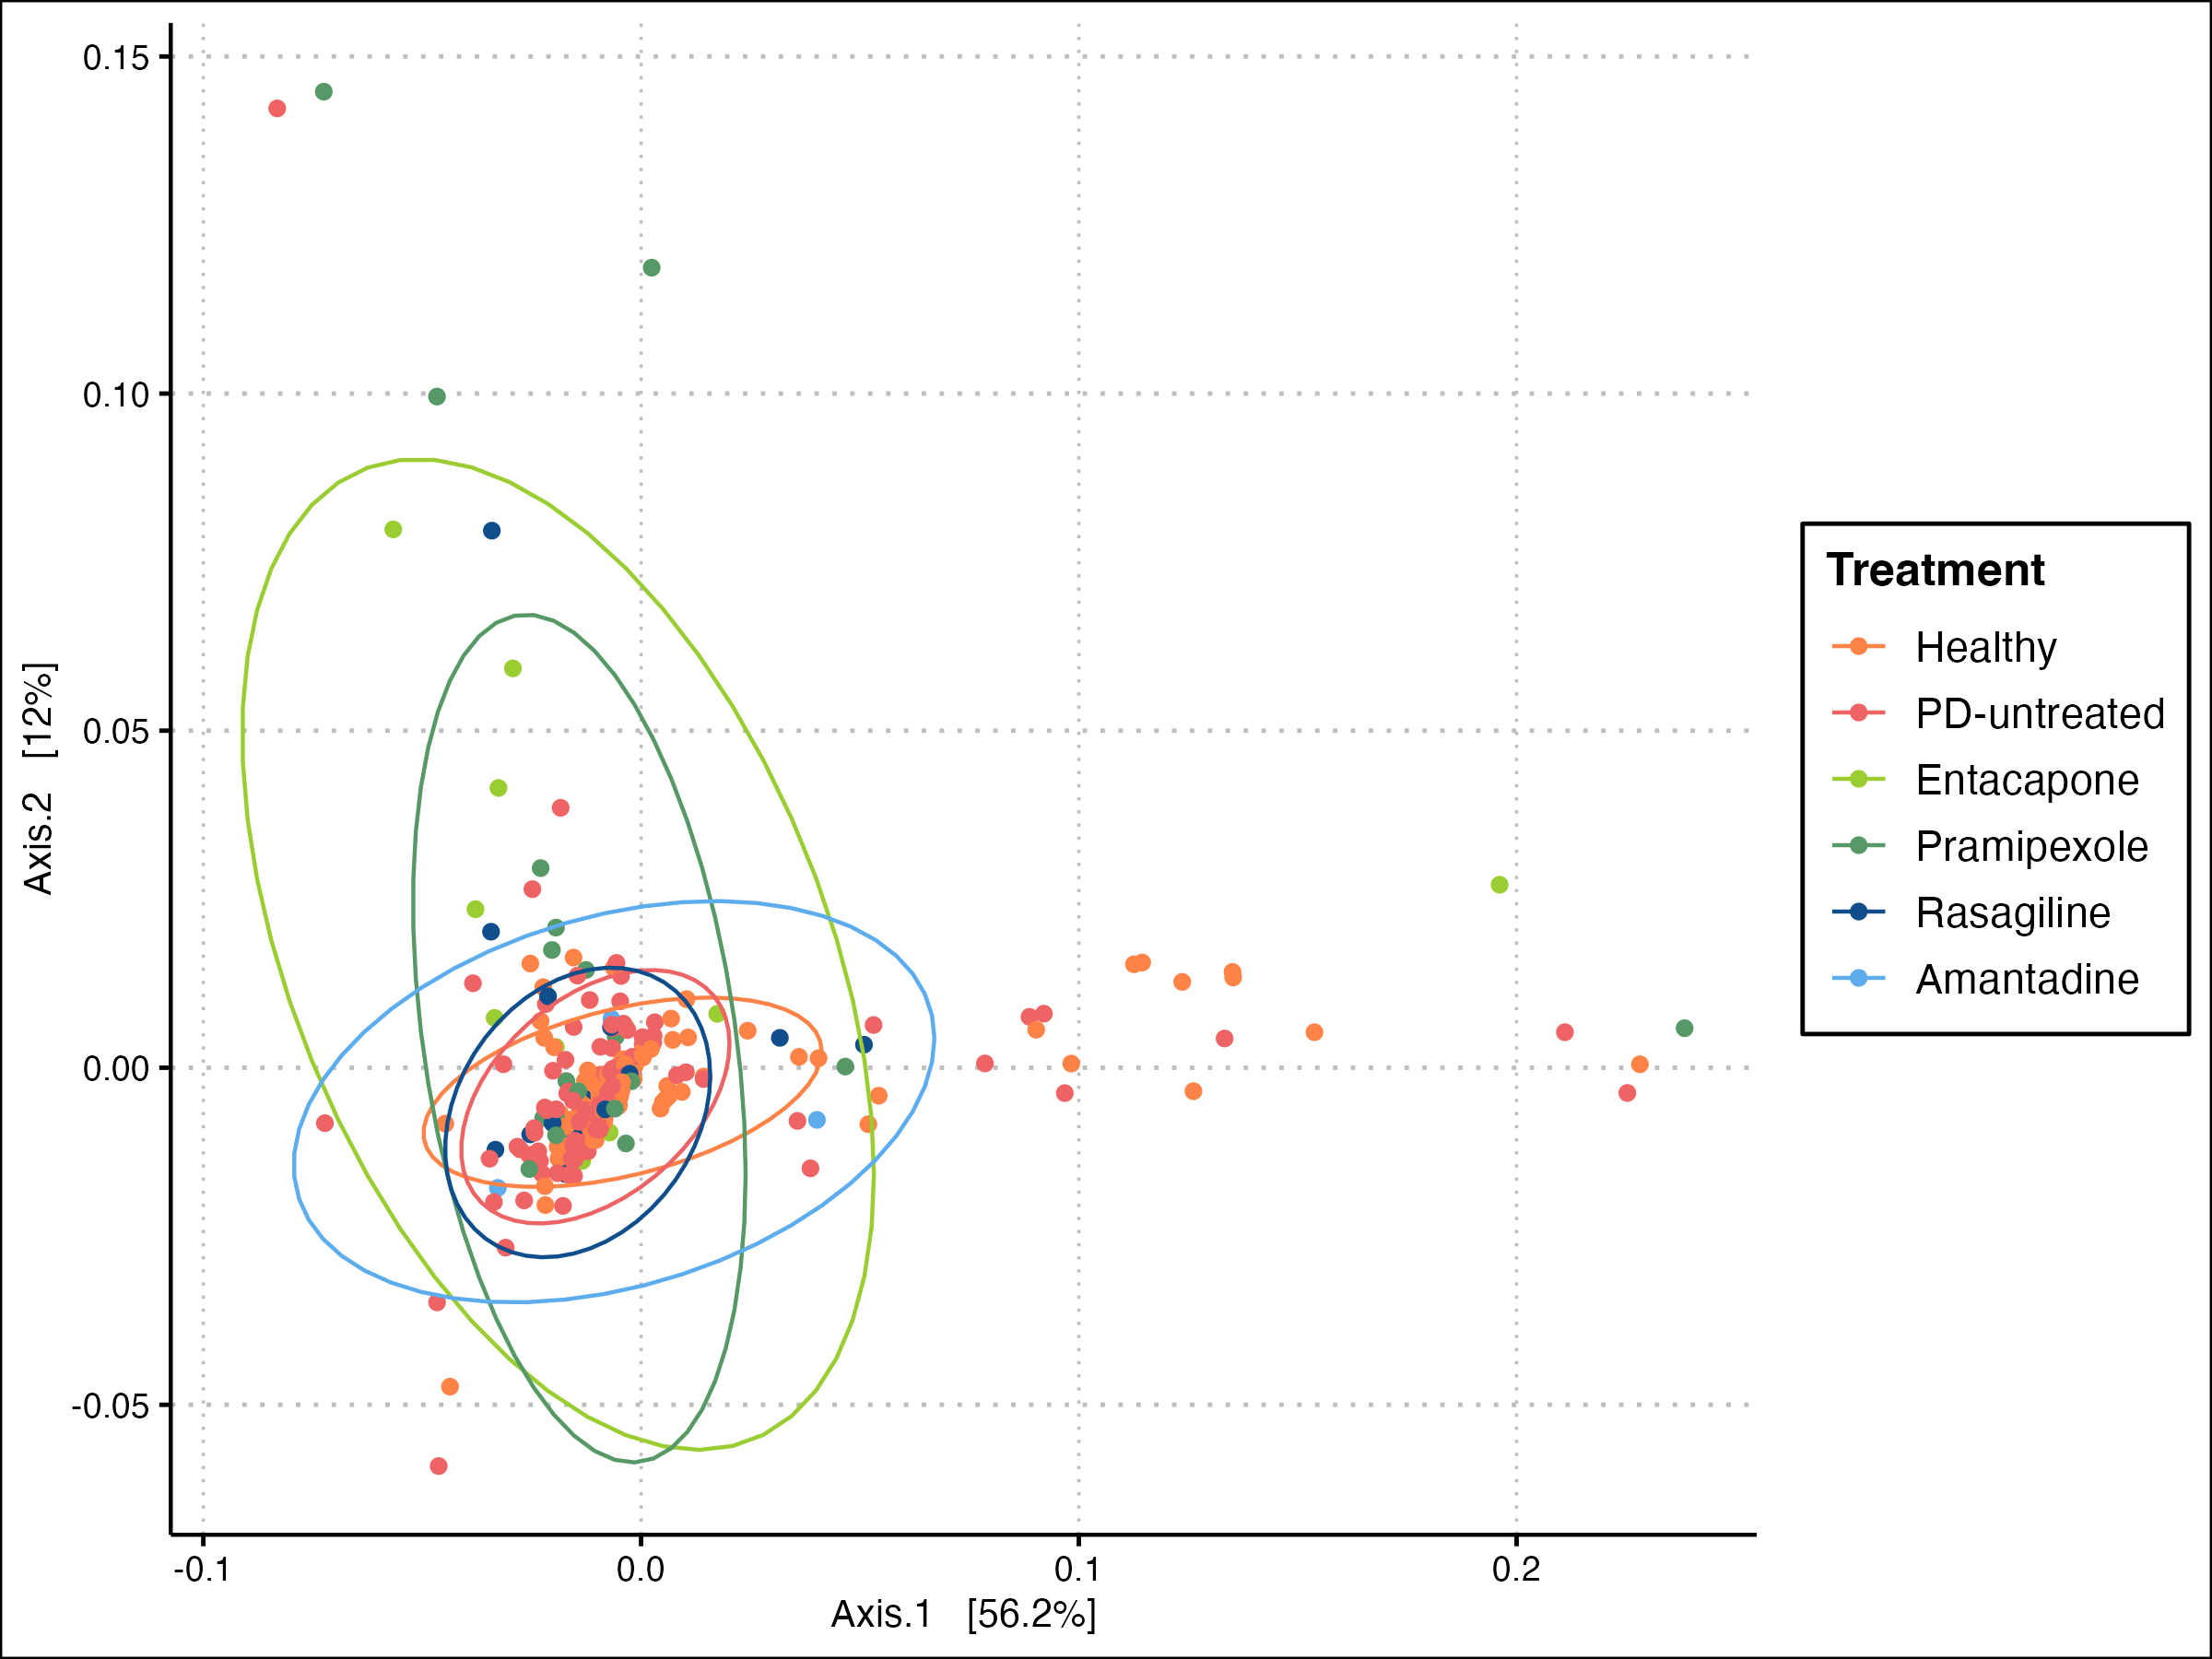 0.15
0.10
0.05
0.00
-0.05
Axis.2 [12%]
-0.1
0.0
0.1
0.2
Axis.1 [56.2%]
Treatment
Healthy
PD-untreated
Entacapone
Pramipexole
Rasagiline
Amantadine